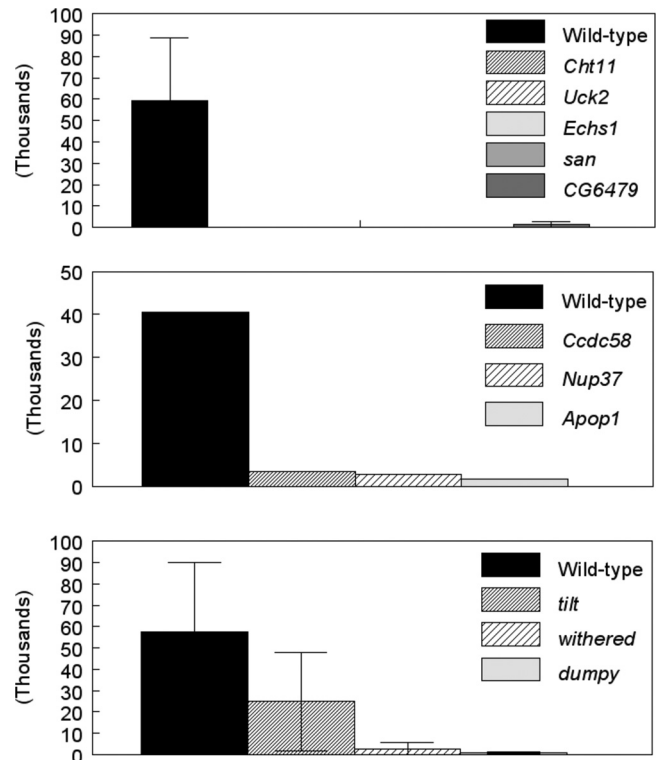 100
90
80
70
60
50
40
30
20
10
0
(Thousands)
Wild-type
Cht11
Uck2
Echs1
san
CG6479
50
40
30
20
10
0
(Thousands)
Wild-type
Ccdc58
Nup37
Apop1
100
90
80
70
60
50
40
30
20
10
0
(Thousands)
Wild-type
tilt
withered
dumpy